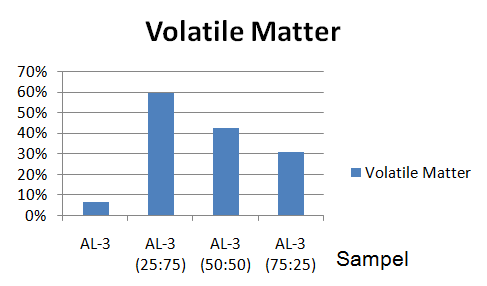 Volatile Matter
70%
60%
50%
40%
30%
20%
10%
0%
AL-3
AL-3
(25:75)
AL-3
(50:50)
AL-3
(75:25)
Sampel
Volatile Matter